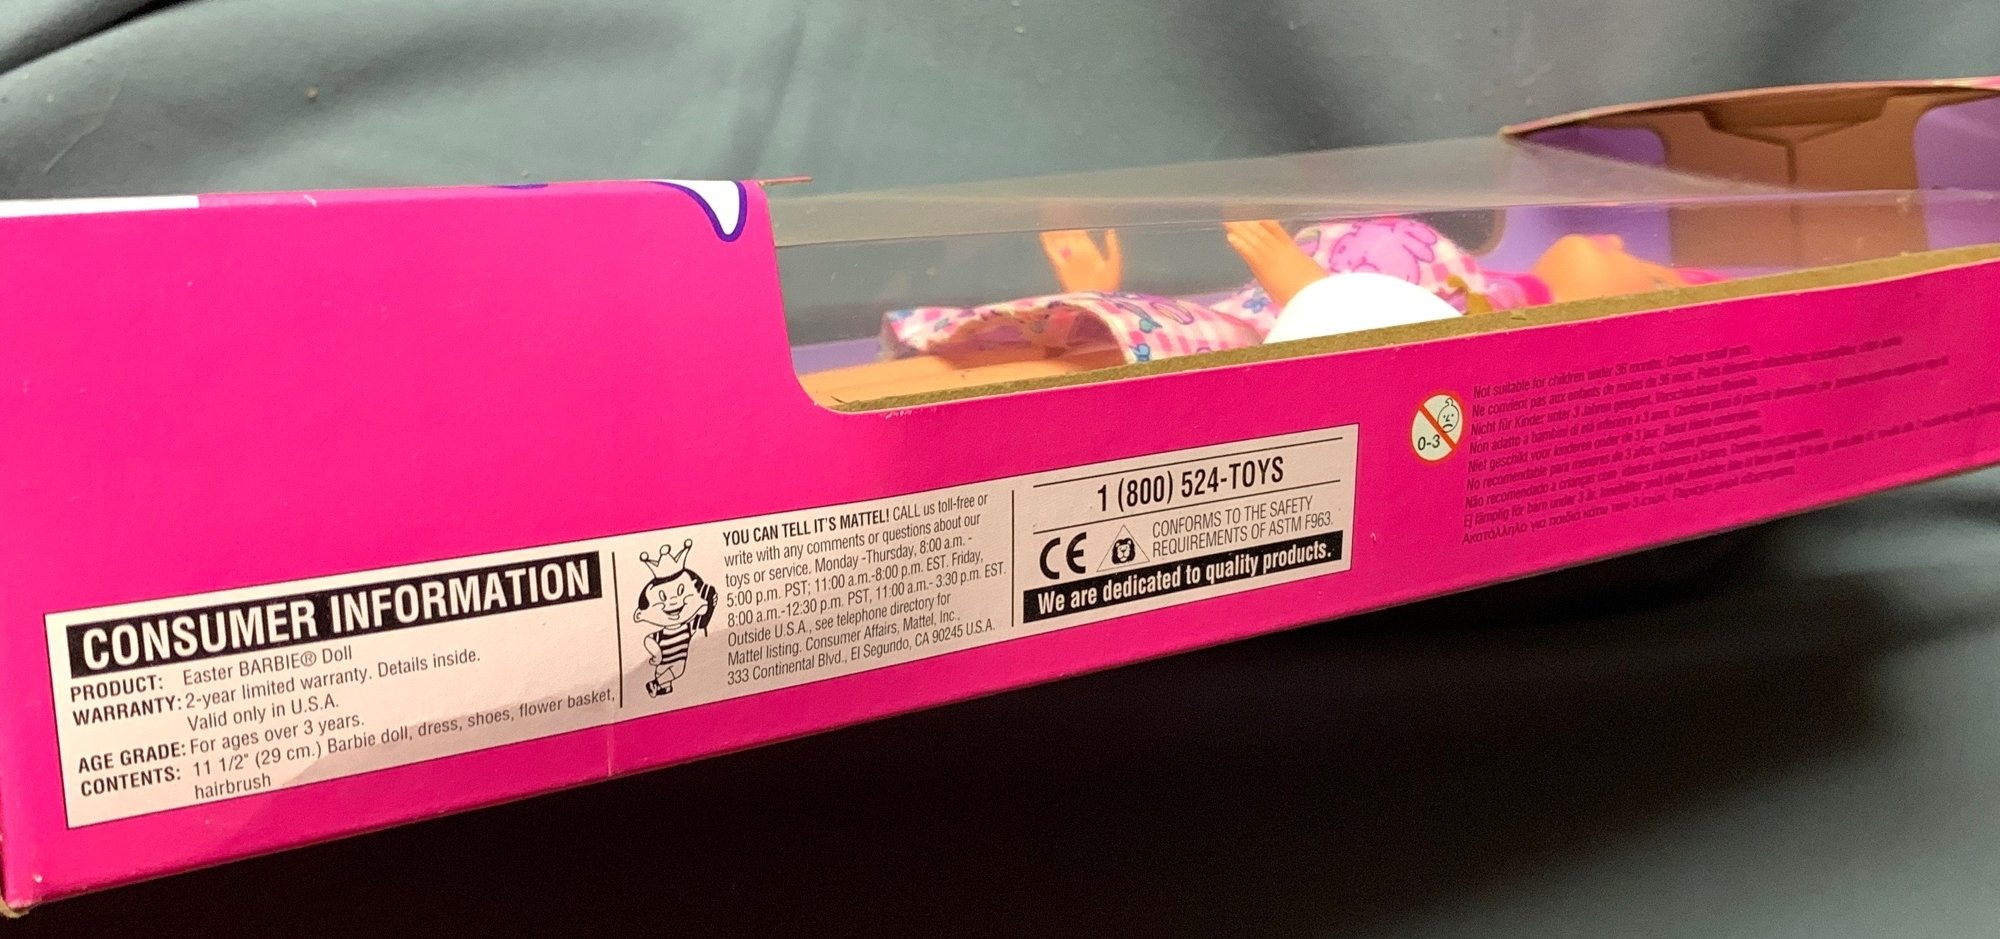 CONSUMER INFORMATION
PRODUCT: Easter BARBIE® Doll
WARRANTY: 2-year limited warranty. Details inside.
Valid only in U.S.A.
AGE GRADE: For ages over 3 years.
CONTENTS: 11 1/2" (29 cm.) Barbie doll, dress, shoes, flower basket,
hairbrush
YOU CAN TELL IT'S MATTEL! CALL us toll-free or
write with any comments or questions about our
toys or service. Monday -Thursday, 8:00 a.m. -
5:00 p.m. PST; 11:00 a.m.-8:00 p.m. EST. Friday,
8:00 a.m.-12:30 p.m. PST, 11:00 a.m.- 3:30 p.m. EST.
Outside U.S.A., see telephone directory for
Mattel listing. Consumer Affairs, Mattel, Inc.,
333 Continental Blvd., El Segundo, CA 90245 U.S.A.
1 (800) 524-TOYS
CE
CONFORMS TO THE SAFETY
REQUIREMENTS OF ASTM F963.
We are dedicated to quality products.
0-3
Not suitable for children under 36 months. Contains small parts.
Ne convient pas aux enfants de moins de 36 mois.
Nicht für Kinder unter 3 Jahren geeignet.
Non adatto a bambini di età inferiore a 3 anni.
Niet geschikt voor kinderen onder de 3 jaar.
No recomendable para menores de 3 años.
Não recomendado a crianças com idades inferiores a 3 anos.
Ej lämplig för barn under 3 år.
Ακατάλληλο για παιδιά κάτω των 3 ετών.